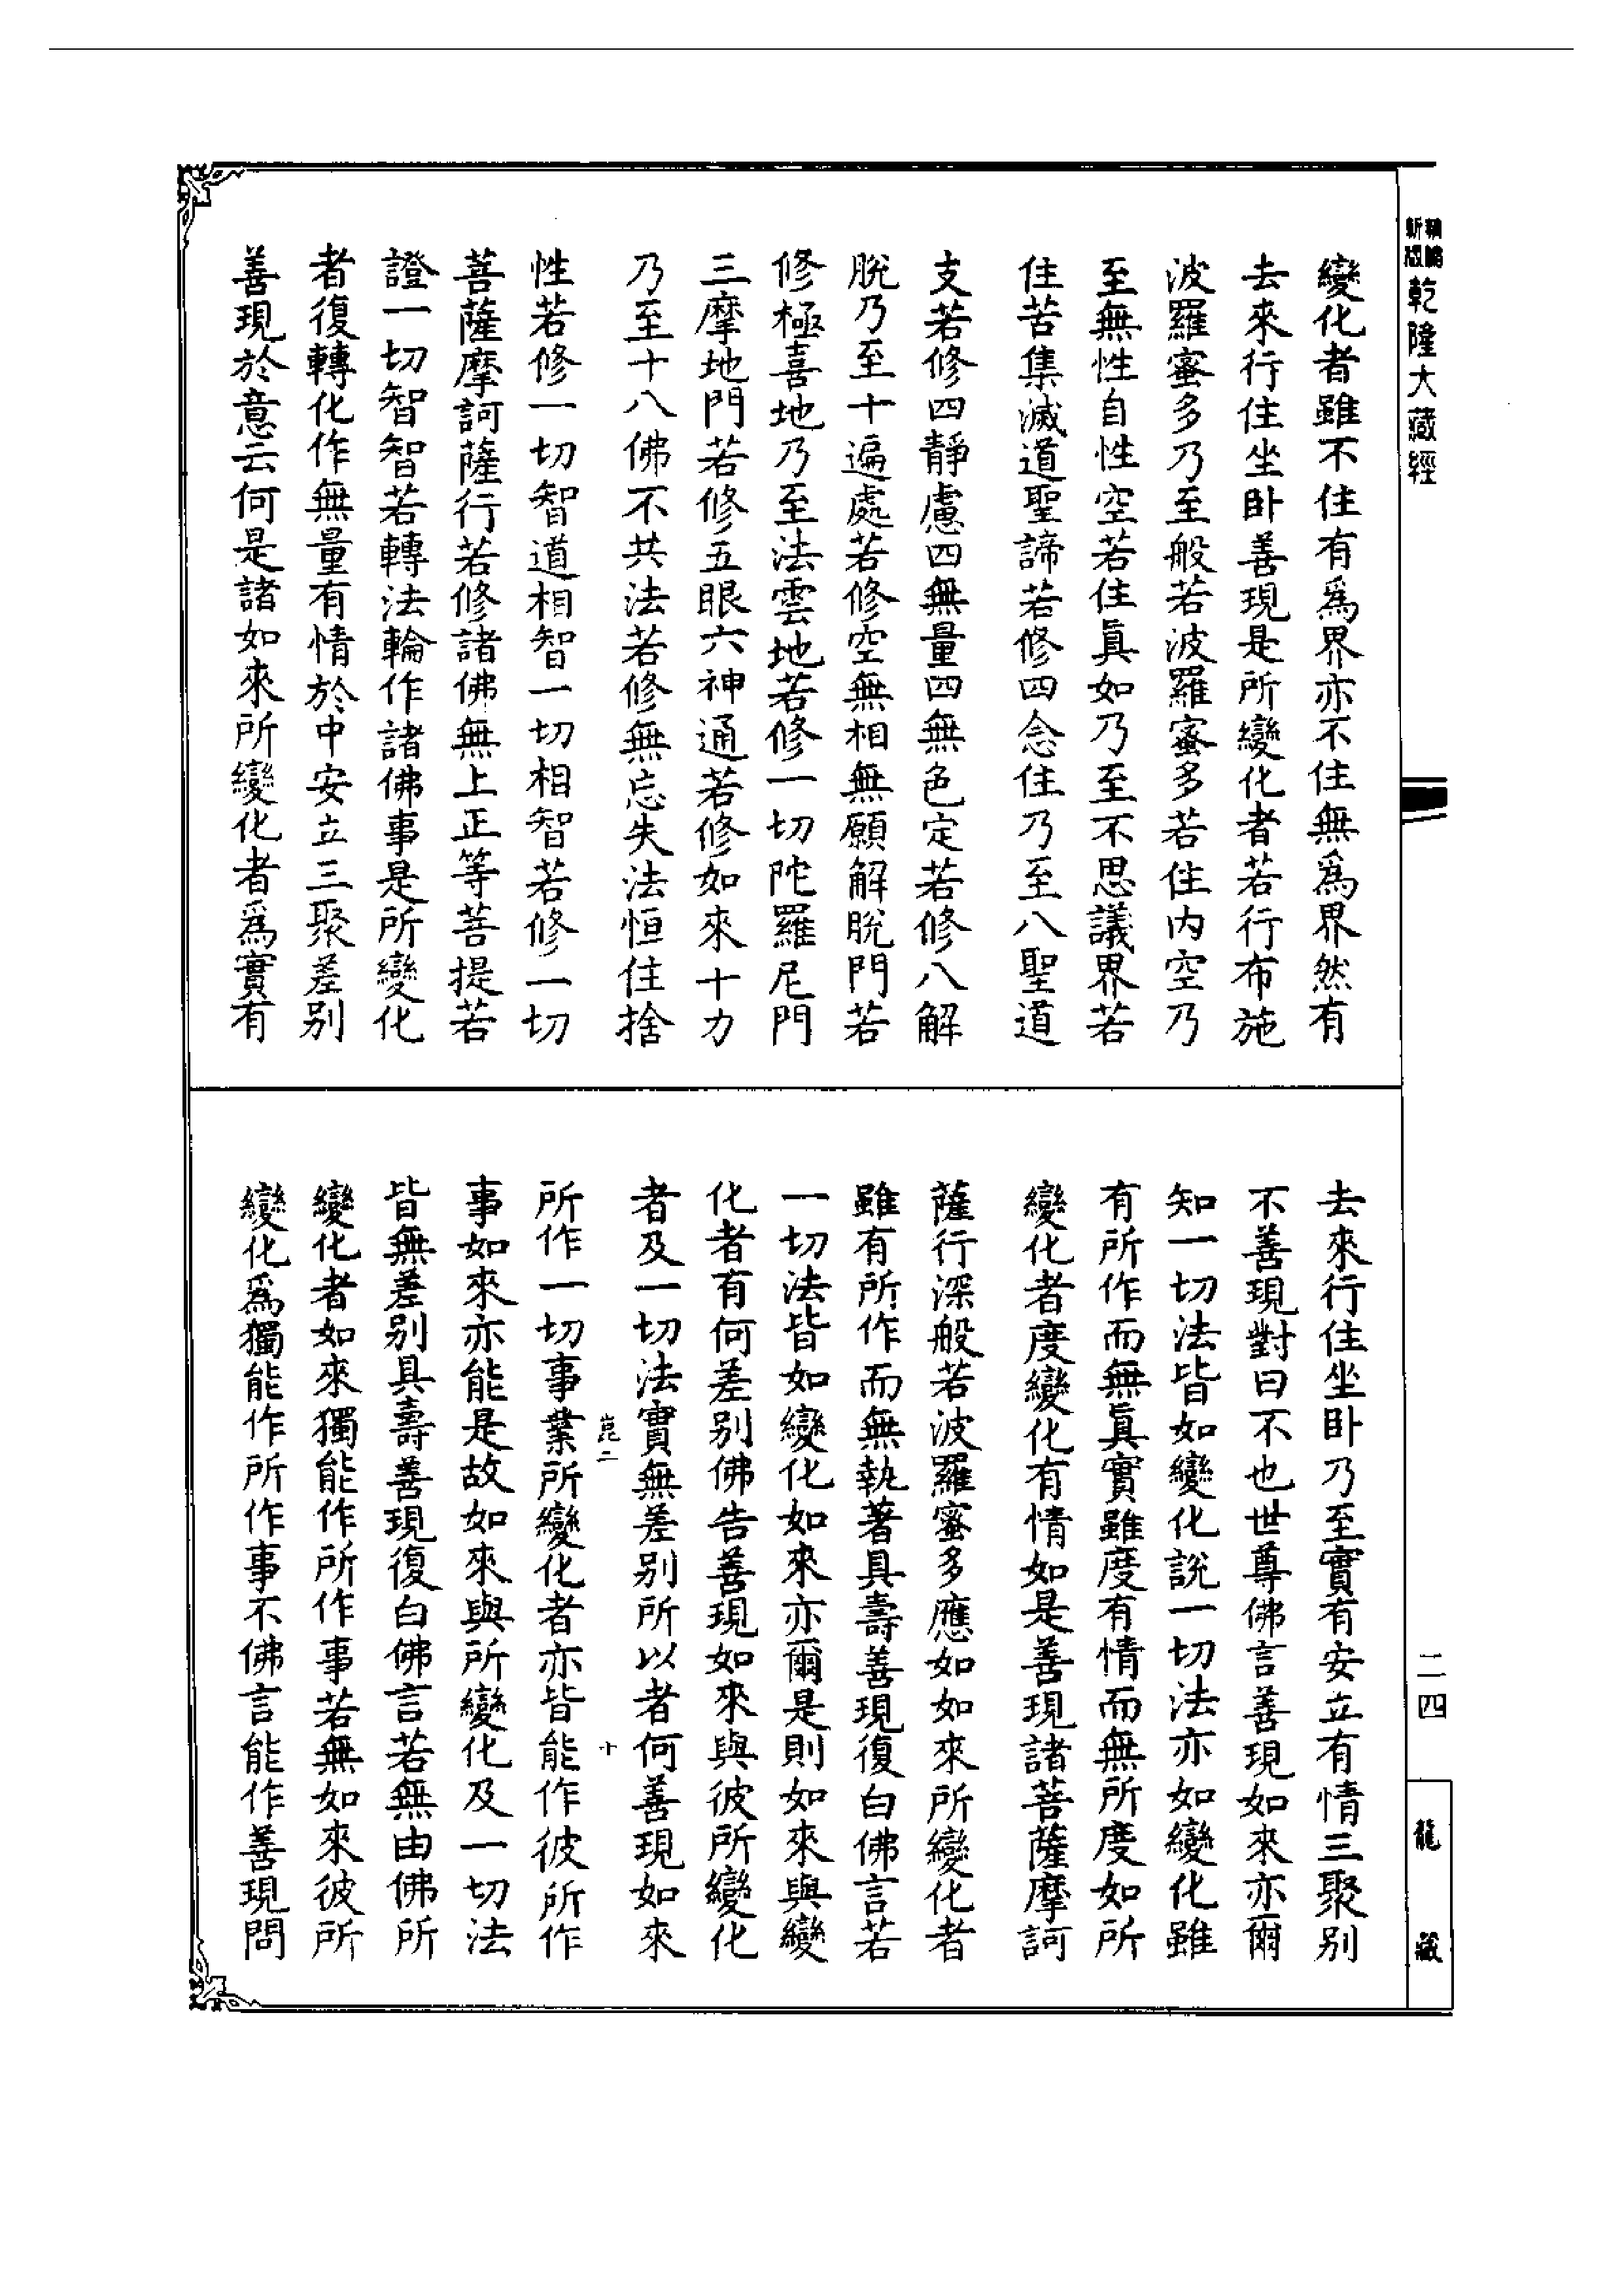 乾隆大藏經
變化者雖不住有爲界亦不住無爲界然有
去來行住坐卧善現是所變化者若行布施
波羅蜜多乃至般若波羅蜜多若住内空乃
至無性自性空若住眞如乃至不思議界若
住苦集滅道聖諦若修四念住乃至八聖道
支若修四靜慮四無量四無色定若修八解
脫乃至十遍處若修空無相無願解脫門若
修極喜地乃至法雲地若修一切陀羅尼門
三摩地門若修五眼六神通若修如來十力
乃至十八佛不共法若修無忘失法恒住捨
性若修一切智道相智一切相智若修一切
菩薩摩訶薩行若修諸佛無上正等菩提若
證一切智智若轉法輪作諸佛事是所變化
者復轉化作無量有情於中安立三聚差别
善現於意云何是諸如來所變化者爲實有
去來行住坐卧乃至實有安立有情三聚别
不善現對曰不也世尊佛言善現如來亦爾
知一切法皆如變化說一切法亦如變化雖
有所作而無眞實雖度有情而無所度如所
變化者度變化有情如是善現諸菩薩摩訶
薩行深般若波羅蜜多應如如來所變化者
雖有所作而無執著具壽善現復白佛言若
一切法皆如變化如來亦爾是則如來與變
化者有何差别佛告善現如來與彼所變化
者及一切法實無差别所以者何善現如來
崑二 十
所作一切事業所變化者亦皆能作彼所作
事如來亦能是故如來與所變化及一切法
皆無差别具壽善現復白佛言若無由佛所
變化者如來獨能作所作事若無如來彼所
變化爲獨能作所作事不佛言能作善現問
二四
龍藏